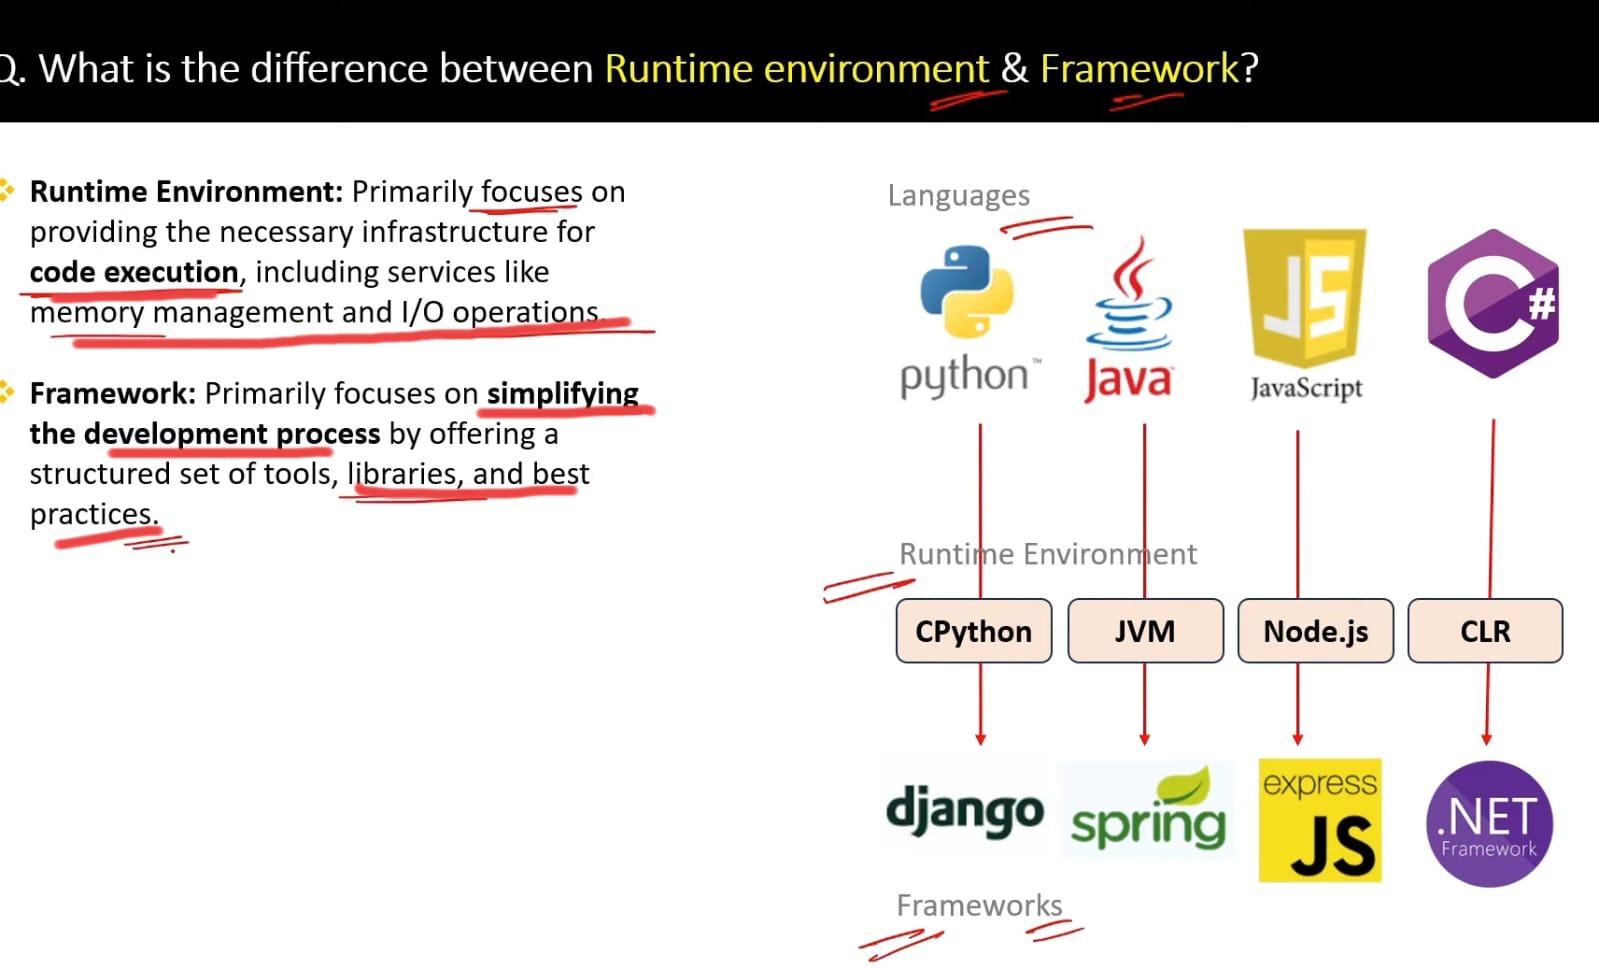 Q. What is the difference between Runtime environment & Framework?
Runtime Environment: Primarily focuses on
providing the necessary infrastructure for
code execution, including services like
memory management and I/O operations.
Framework: Primarily focuses on simplifying
the development process by offering a
structured set of tools, libraries, and best
practices.
Languages
python™ Java JS JavaScript C#
Runtime Environment
CPython JVM Node.js CLR
django spring express JS .NET Framework
Frameworks